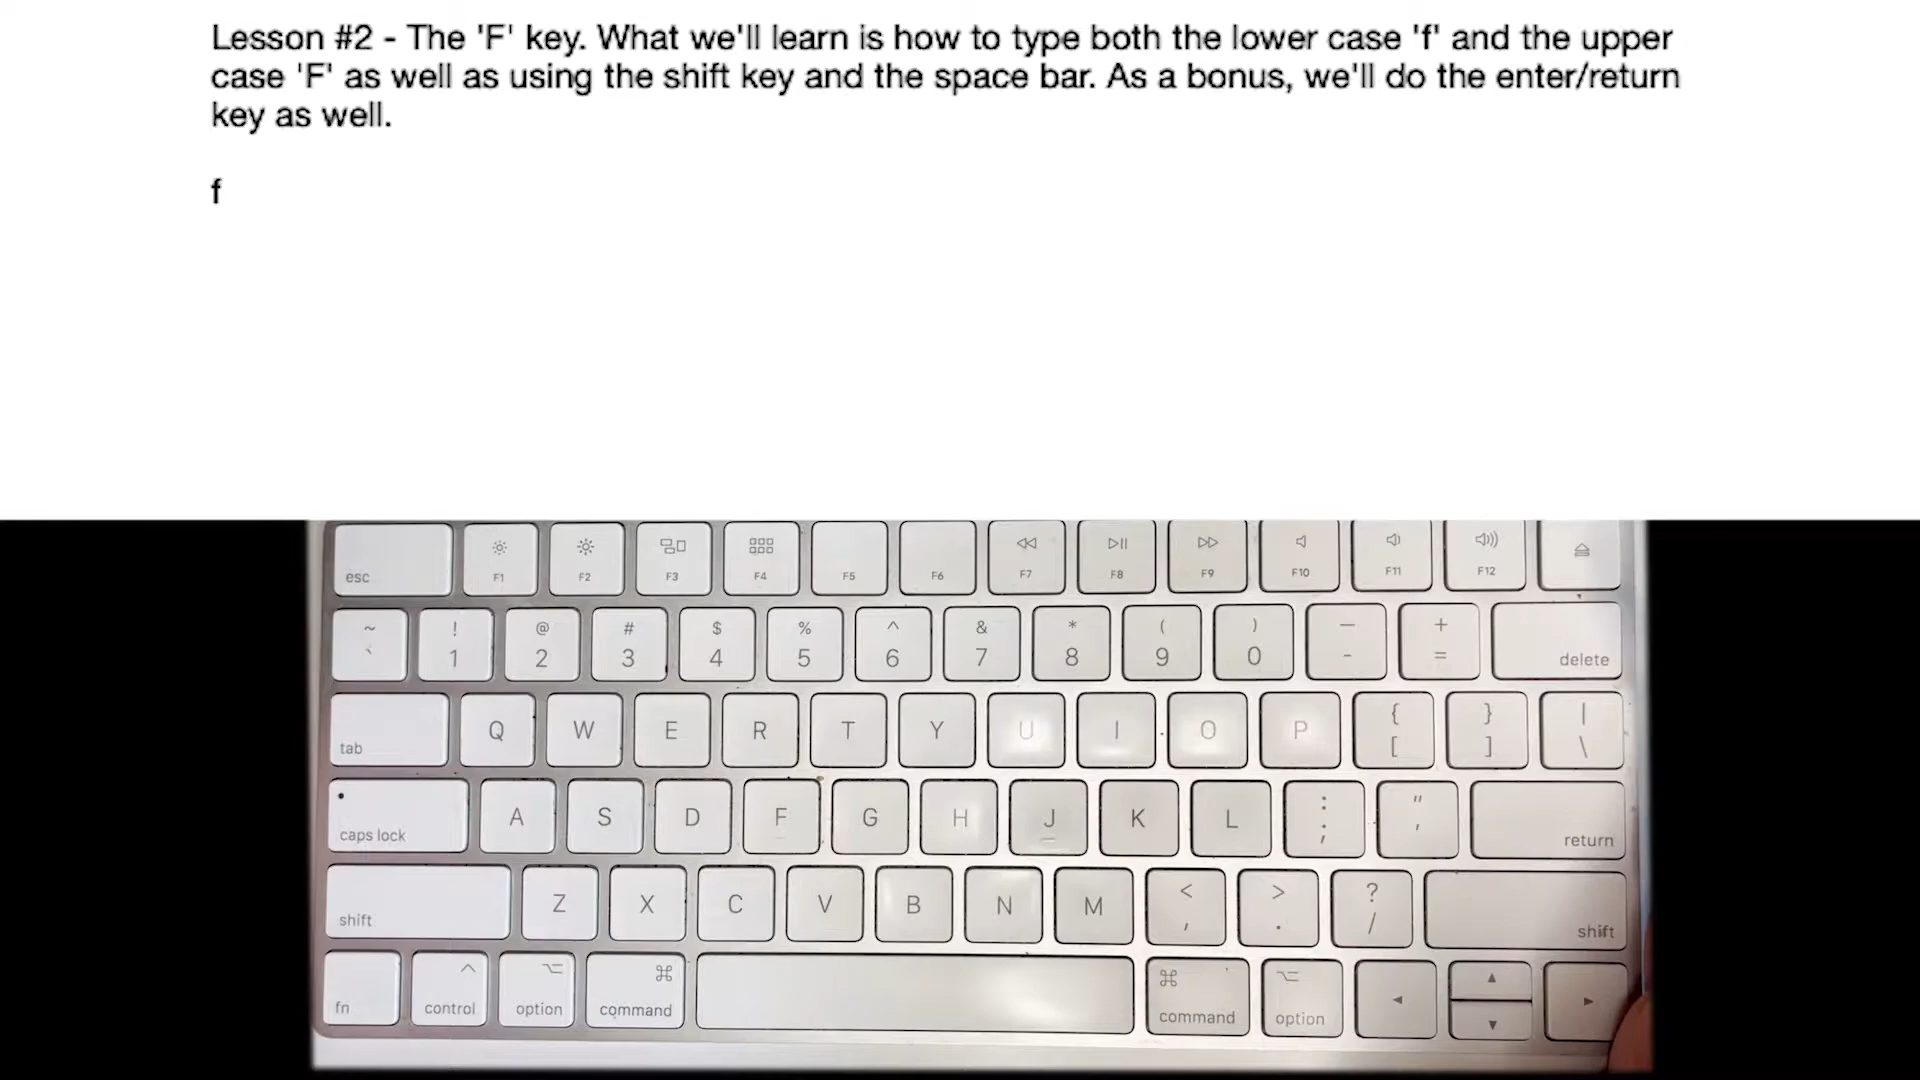 Lesson #2 - The 'F' key. What we'll learn is how to type both the lower case 'f' and the upper
case 'F' as well as using the shift key and the space bar. As a bonus, we'll do the enter/return
key as well.
f
esc F1 F2 F3 F4 F5 F6 F7 F8 F9 F10 F11 F12
~ ! @ # $ % ^ & * ( ) — +
` 1 2 3 4 5 6 7 8 9 0 - = delete
tab Q W E R T Y U I O P { [ } ] | \
caps lock A S D F G H J K L : ; " ' return
shift Z X C V B N M < , > . ? / shift
fn control option ⌘ command ⌘ command option